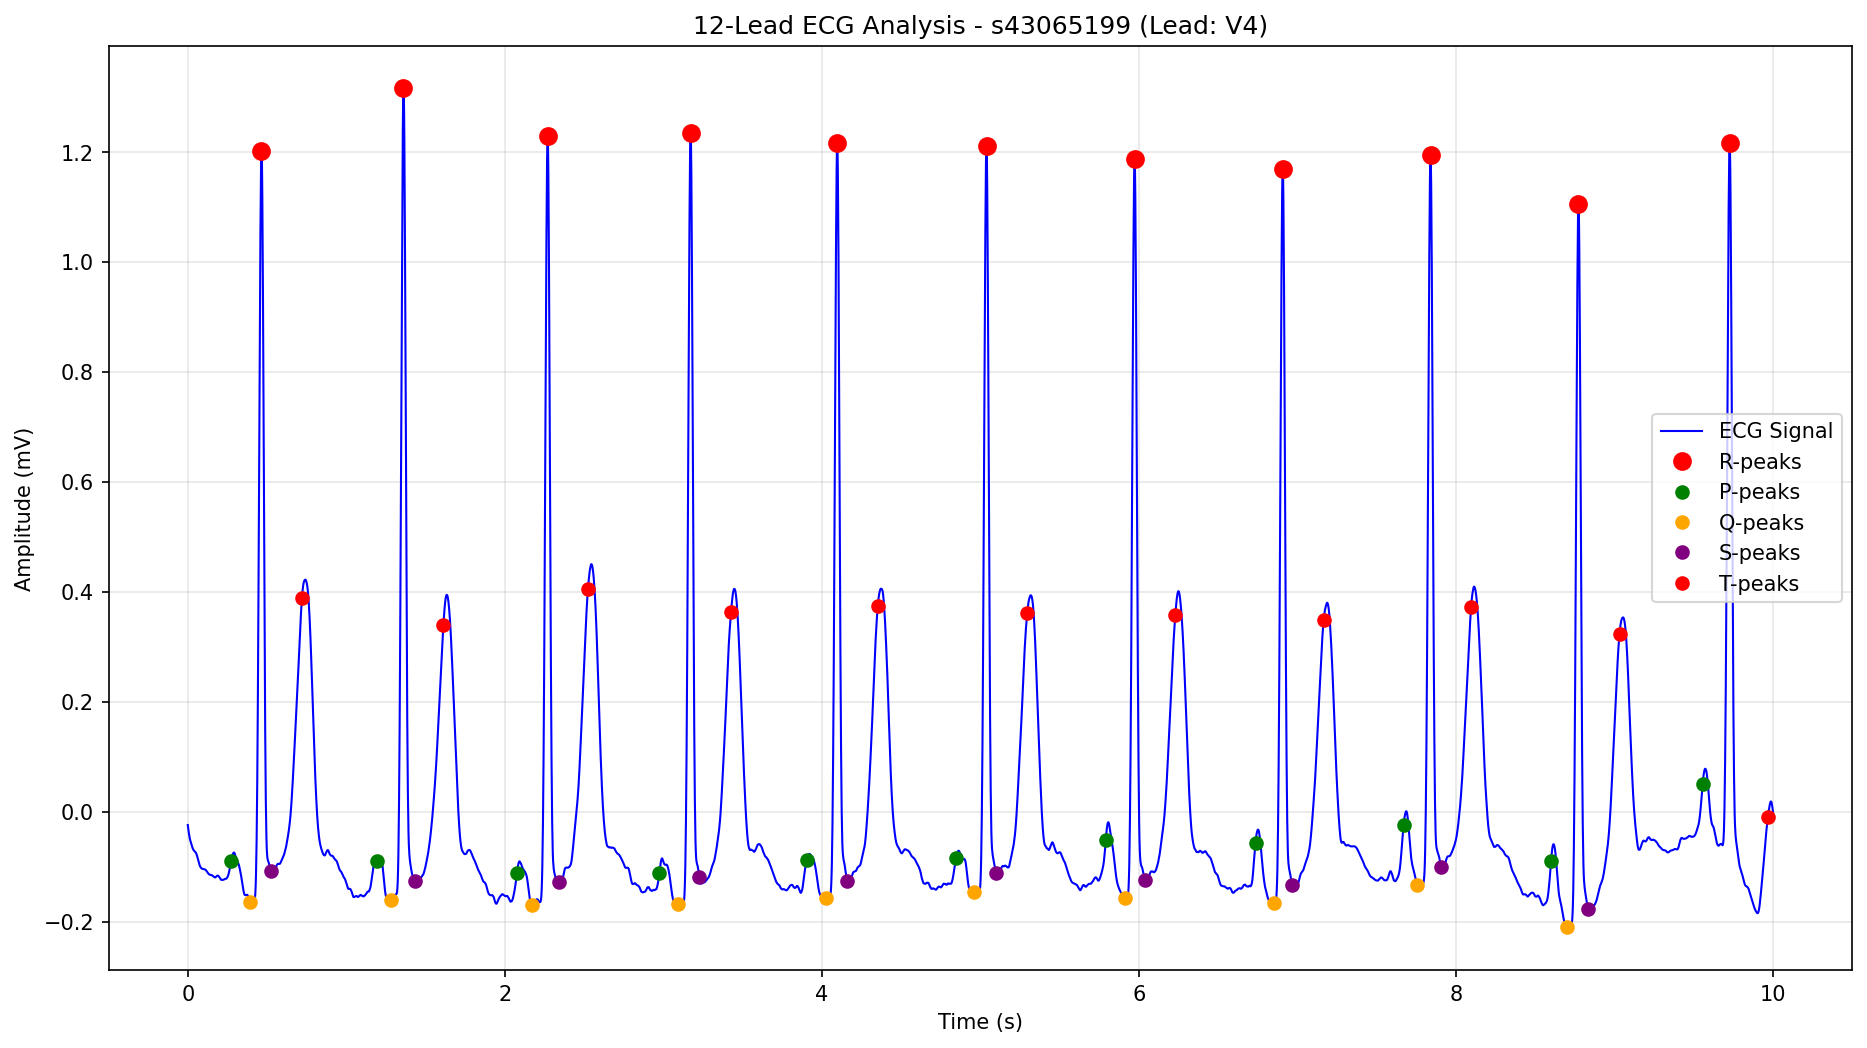 12-Lead ECG Analysis - s43065199 (Lead: V4)
Amplitude (mV)
1.2
1.0
0.8
0.6
0.4
0.2
0.0
−0.2
ECG Signal
R-peaks
P-peaks
Q-peaks
S-peaks
T-peaks
0 2 4 6 8 10
Time (s)